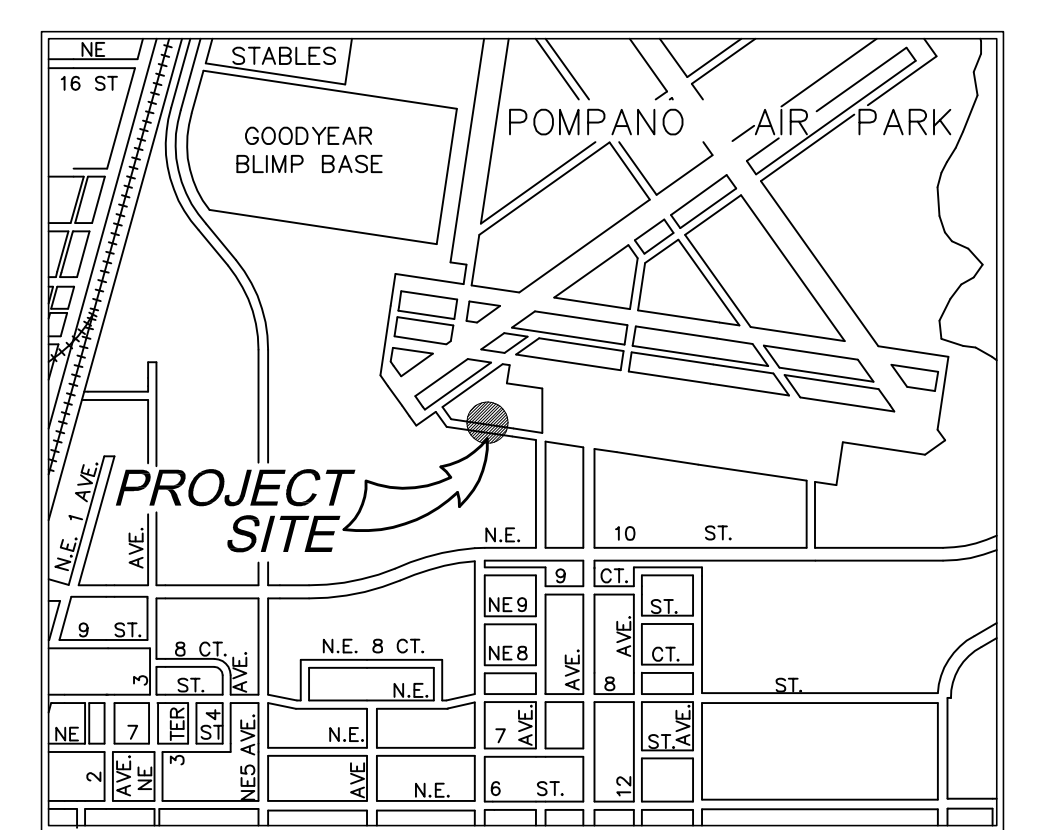 NE
16 ST
STABLES
GOODYEAR
BLIMP BASE
POMPANO AIR PARK
N.E. 1 AVE.
AVE.
PROJECT
SITE
N.E. 10 ST.
9 CT.
NE 9
ST.
9 ST.
8 CT.
AVE.
N.E. 8 CT.
NE 8
AVE.
AVE.
CT.
3
ST.
N.E.
8
ST.
NE
7
TER
4
ST
NE5 AVE.
N.E.
7
AVE.
ST.
AVE.
2
AVE.
NE
3
AVE
N.E. 6 ST.
12